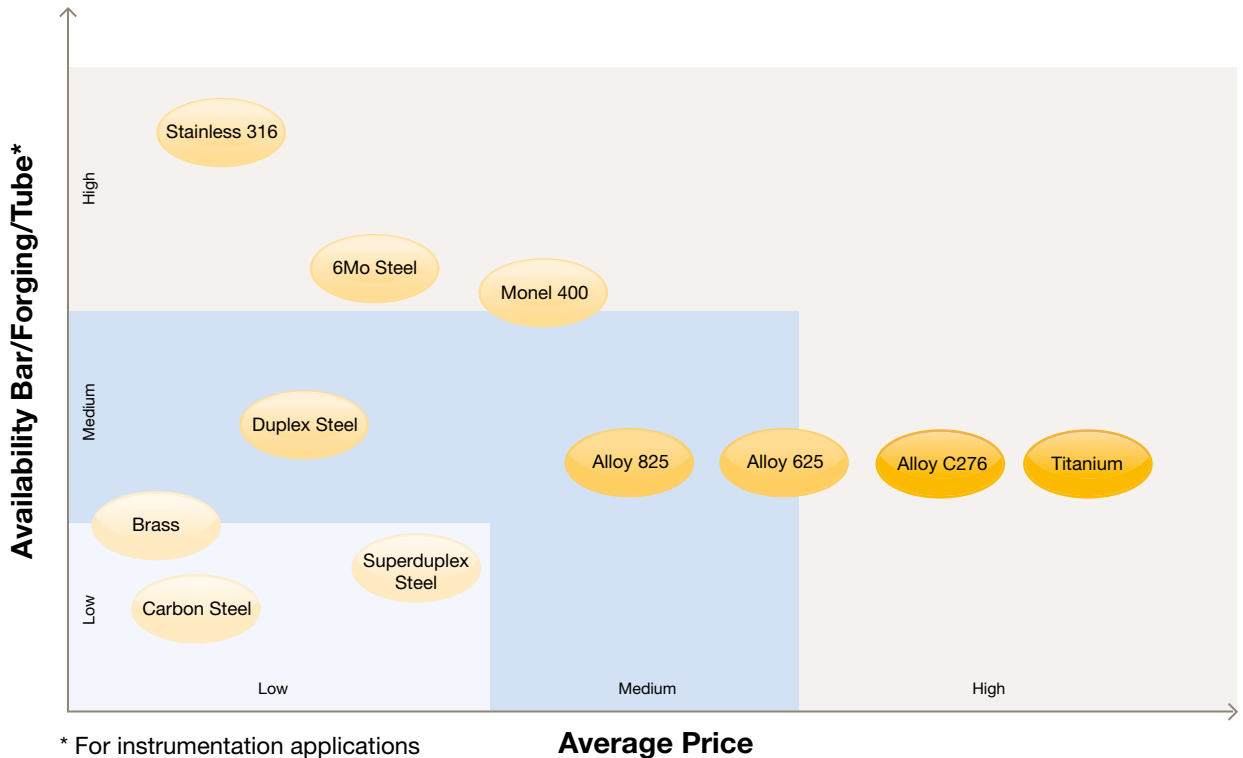 Availability Bar/Forging/Tube*
High
Medium
Low
Stainless 316
6Mo Steel
Monel 400
Duplex Steel
Alloy 825
Alloy 625
Alloy C276
Titanium
Brass
Superduplex
Steel
Carbon Steel
Low
Medium
High
* For instrumentation applications
Average Price